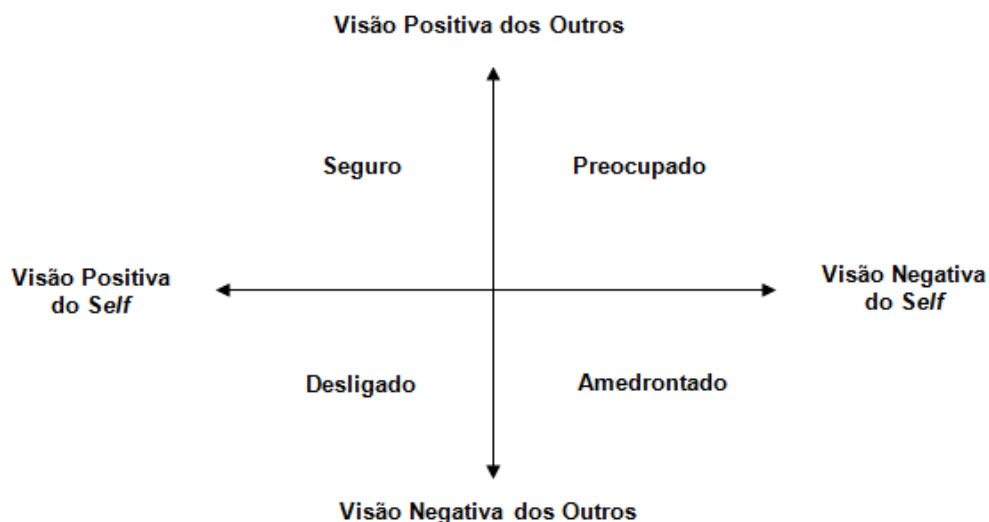 Visão Positiva dos Outros
Seguro
Preocupado
Visão Positiva
do Self
Visão Negativa
do Self
Desligado
Amedrontado
Visão Negativa dos Outros